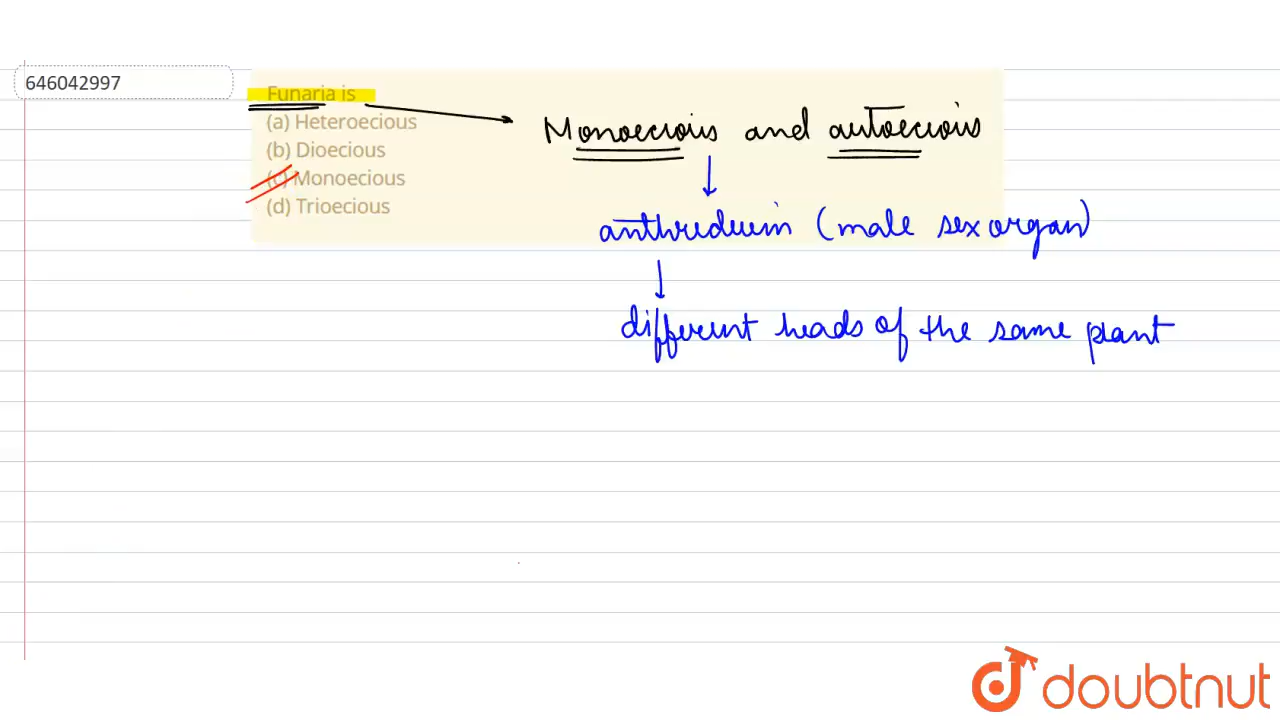 646042997
Funaria is
(a) Heteroecious
(b) Dioecious
(c) Monoecious
(d) Trioecious
Monoecious and autoecious
anthreduim (male sex organ)
different heads of the same plant
doubtnut